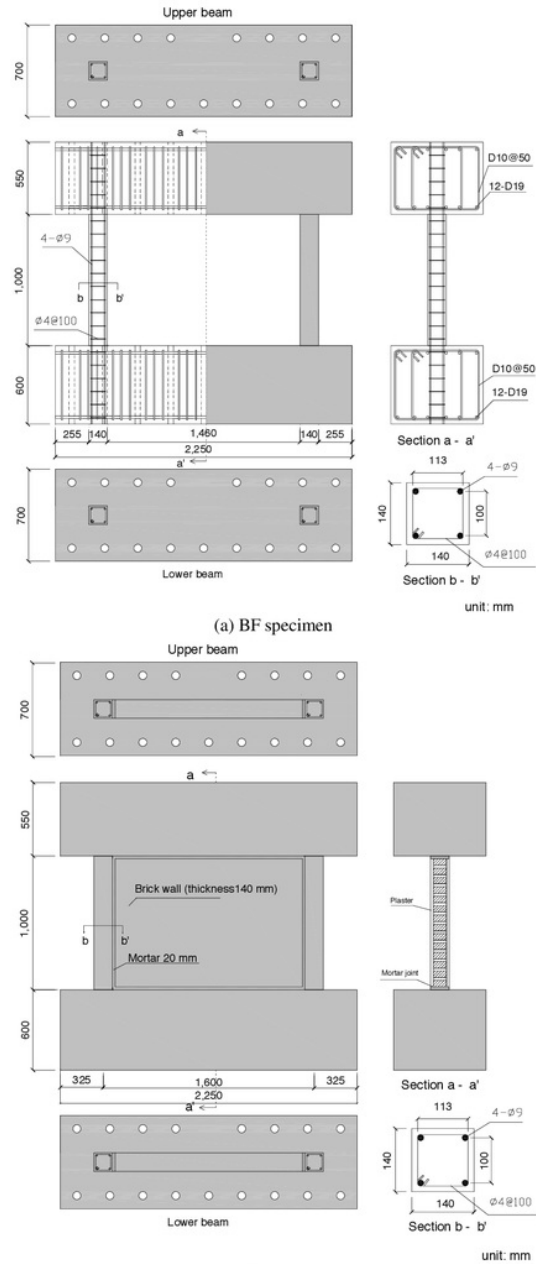 Upper beam
700
a
550
1,000
600
4-ø9
b b'
ø4@100
D10@50
12-D19
D10@50
12-D19
255 140 1,460 140 255
2,250
a'
Section a - a'
700
Lower beam
113
4-ø9
140
100
140
ø4@100
Section b - b'
unit: mm
(a) BF specimen
Upper beam
700
a
550
1,000
600
Brick wall (thickness140 mm)
b b'
Mortar 20 mm
Plaster
Mortar joint
325 1,600 325
2,250
a'
Section a - a'
Lower beam
113
4-ø9
140
100
140
ø4@100
Section b - b'
unit: mm